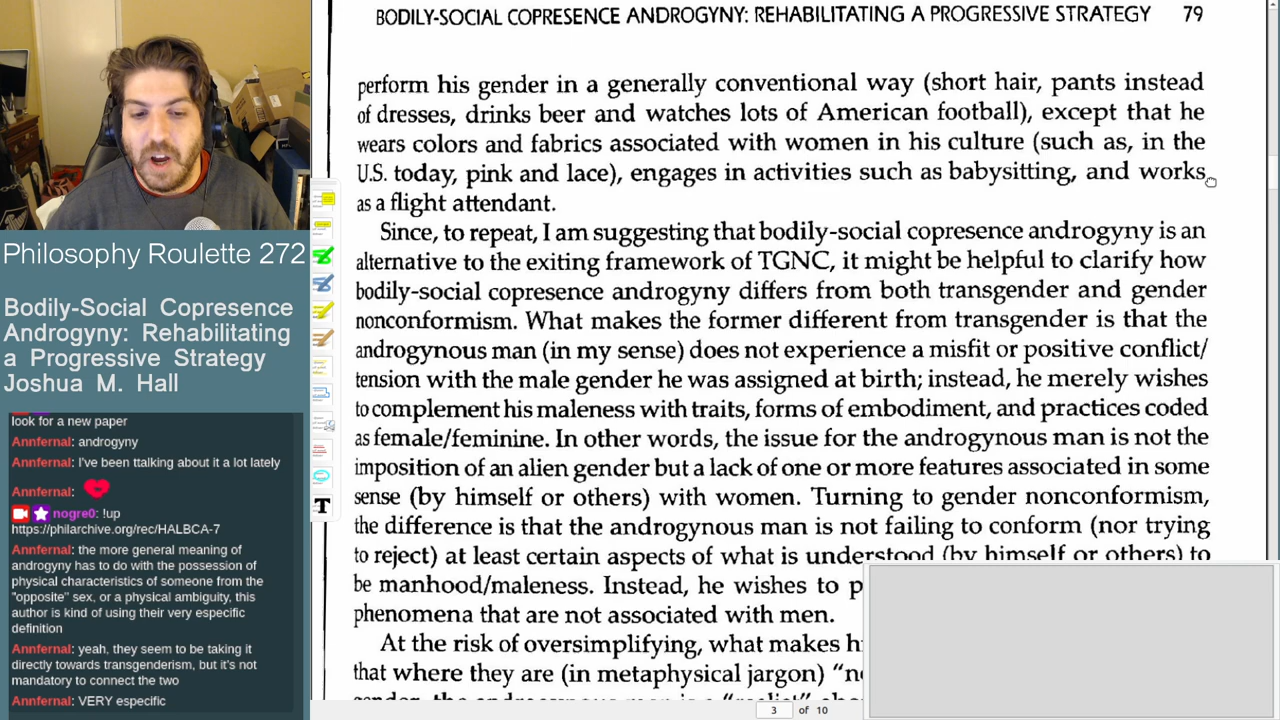 BODILY-SOCIAL COPRESENCE ANDROGYNY: REHABILITATING A PROGRESSIVE STRATEGY 79
perform his gender in a generally conventional way (short hair, pants instead
of dresses, drinks beer and watches lots of American football), except that he
wears colors and fabrics associated with women in his culture (such as, in the
U.S. today, pink and lace), engages in activities such as babysitting, and works
as a flight attendant.
Since, to repeat, I am suggesting that bodily-social copresence androgyny is an
alternative to the exiting framework of TGNC, it might be helpful to clarify how
bodily-social copresence androgyny differs from both transgender and gender
nonconformism. What makes the former different from transgender is that the
androgynous man (in my sense) does not experience a misfit or positive conflict/
tension with the male gender he was assigned at birth, instead, he merely wishes
to complement his maleness with traits, forms of embodiment, and practices coded
as female/feminine. In other words, the issue for the androgynous man is not the
imposition of an alien gender but a lack of one or more features associated in some
sense (by himself or others) with women. Turning to gender nonconformism,
the difference is that the androgynous man is not failing to conform (nor trying
to reject) at least certain aspects of what is understood (by himself or others) to
be manhood/maleness. Instead, he wishes to p
phenomena that are not associated with men.
At the risk of oversimplifying, what makes h
that where they are (in metaphysical jargon) "n
3 of 10
Philosophy Roulette 272
Bodily-Social Copresence
Androgyny: Rehabilitating
a Progressive Strategy
Joshua M. Hall
look for a new paper
Annfernal: androgyny
Annfernal: I've been ttalking about it a lot lately
Annfernal:
nogre0: !up
https://philarchive.org/rec/HALBCA-7
Annfernal: the more general meaning of
androgyny has to do with the possession of
physical characteristics of someone from the
"opposite" sex, or a physical ambiguity, this
author is kind of using their very especific
definition
Annfernal: yeah, they seem to be taking it
directly towards transgenderism, but it's not
mandatory to connect the two
Annfernal: VERY especific
T